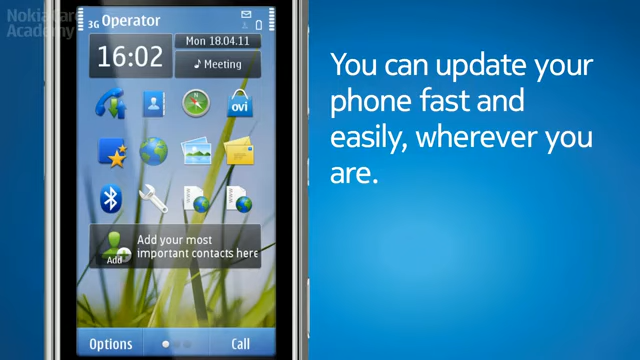 Nokia Care
Academy
3G Operator
16:02
Mon 18.04.11
Meeting
ovi
Add your most
important contacts here
Add
Options
Call
You can update your
phone fast and
easily, wherever you
are.